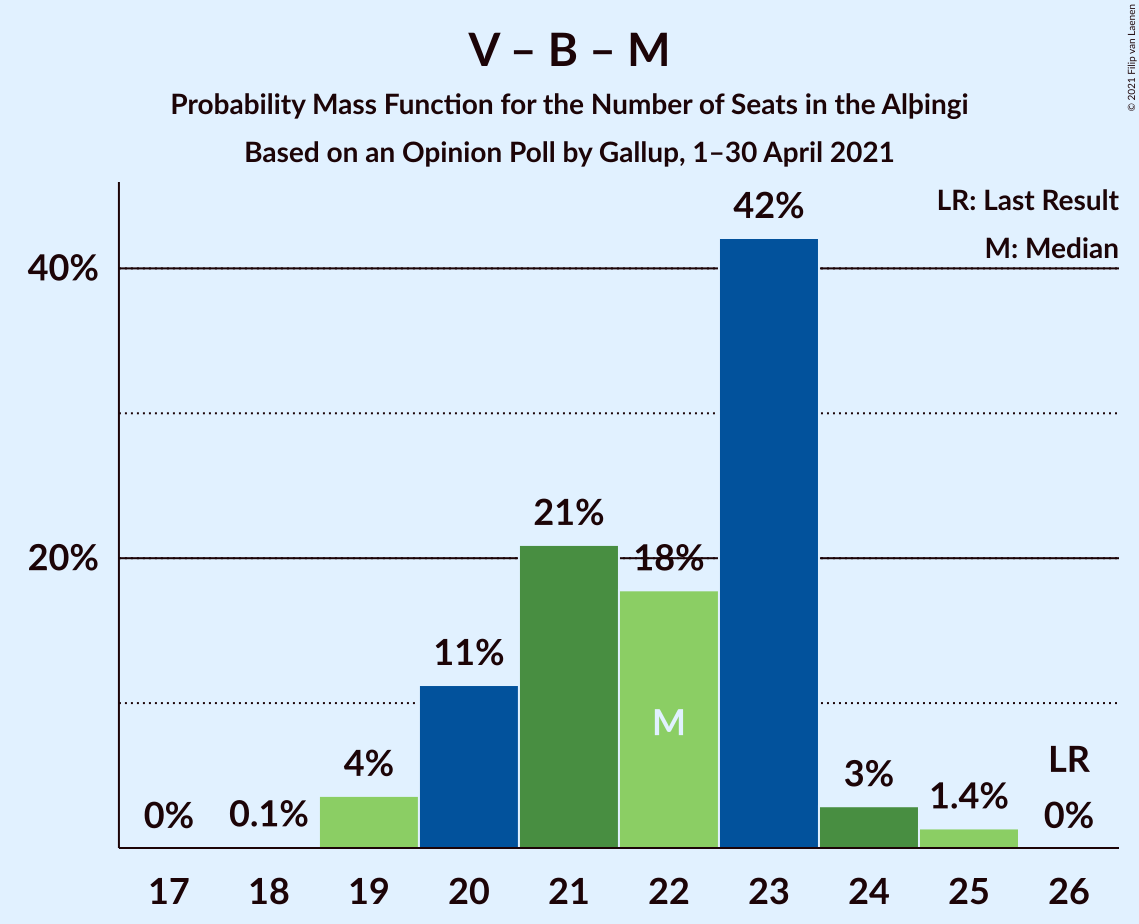 V – B – M
Probability Mass Function for the Number of Seats in the Alþingi
Based on an Opinion Poll by Gallup, 1–30 April 2021
© 2021 Filip van Laenen
LR: Last Result
M: Median
40%
20%
0%
0.1%
4%
11%
21%
18%
42%
3%
1.4%
0%
LR
M
17 18 19 20 21 22 23 24 25 26